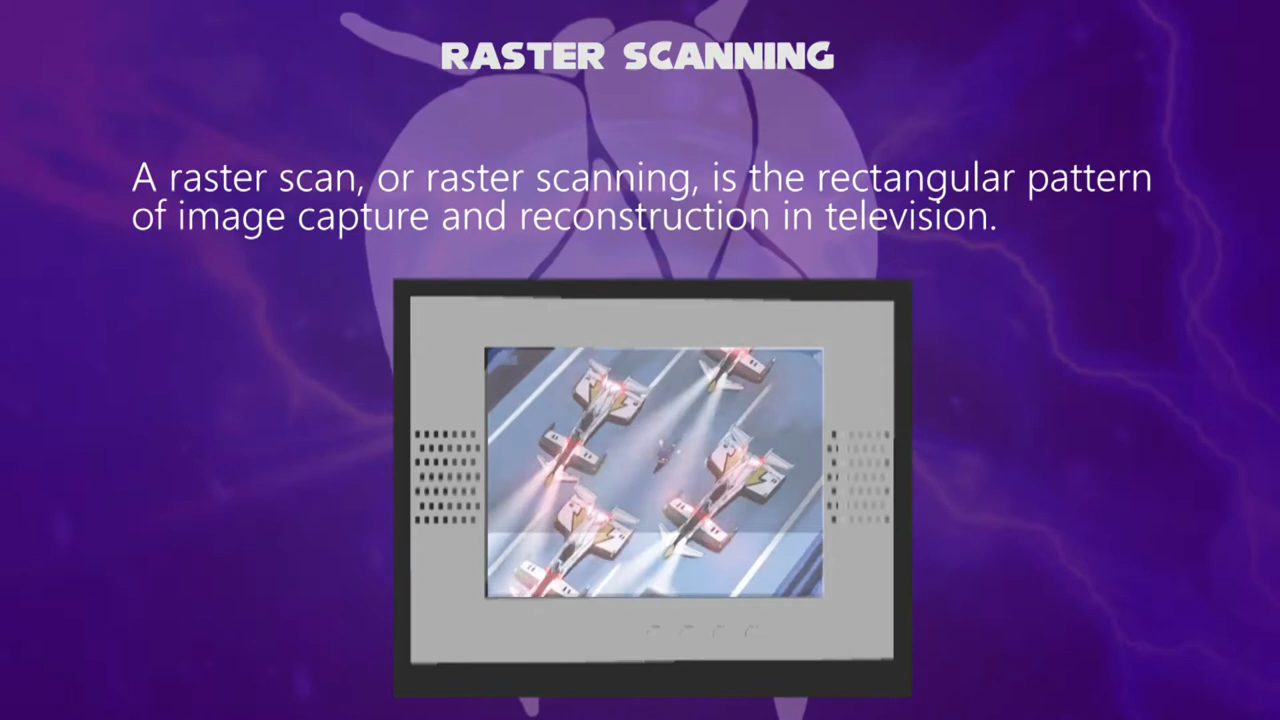 RASTER SCANNING
A raster scan, or raster scanning, is the rectangular pattern
of image capture and reconstruction in television.